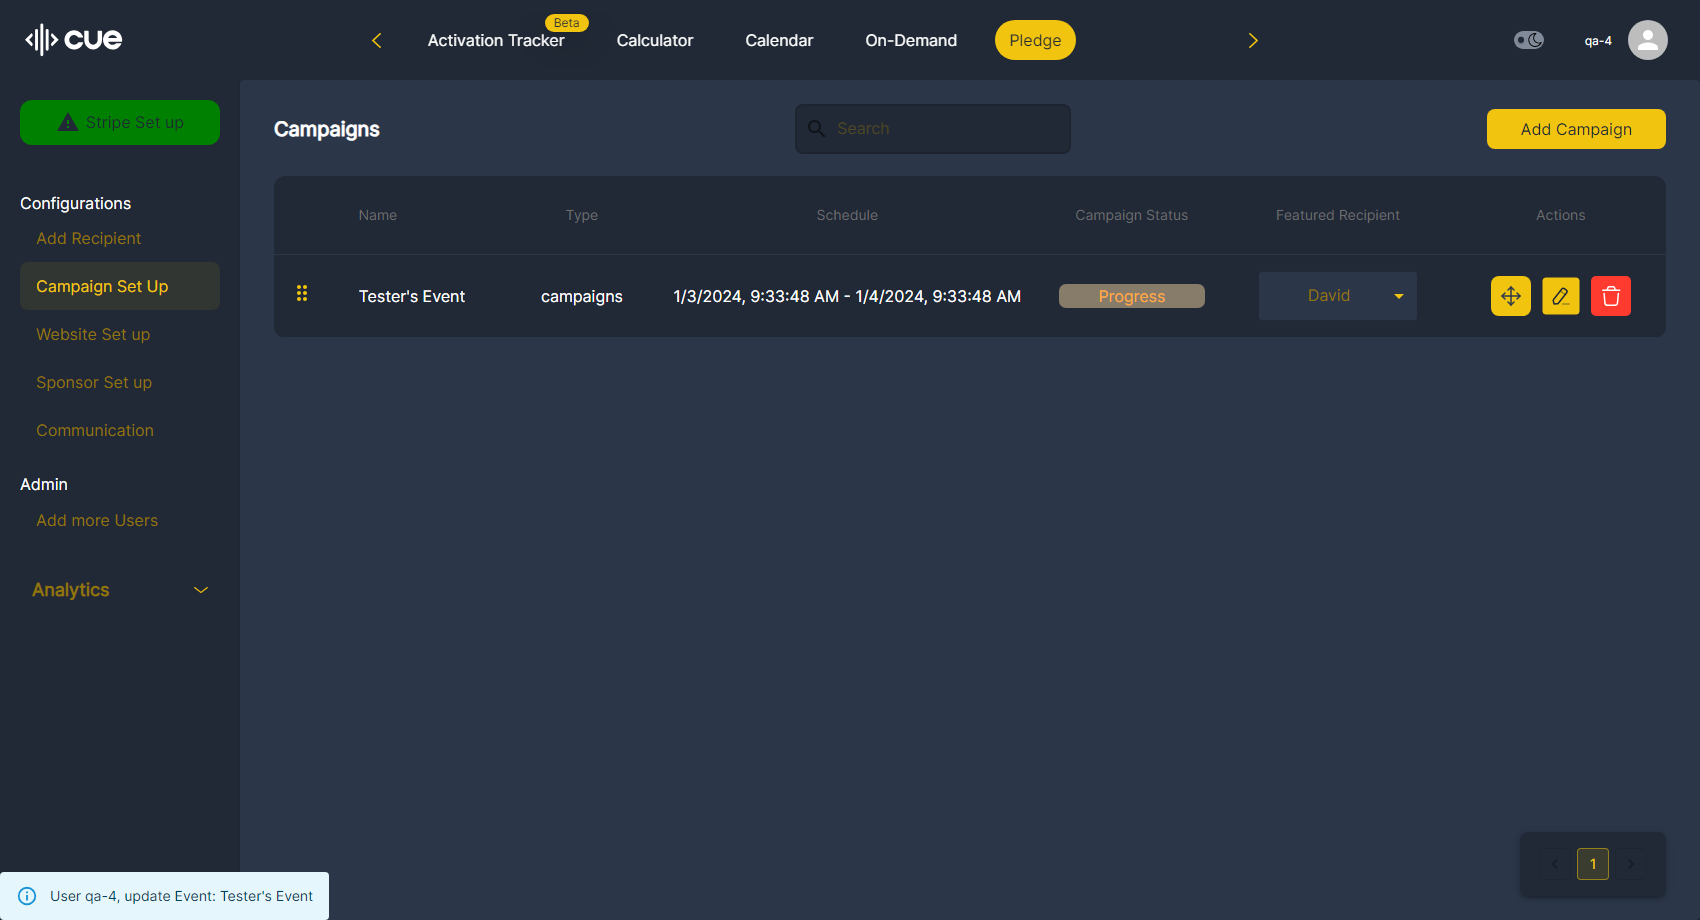 cue
Activation Tracker
Beta
Calculator
Calendar
On-Demand
Pledge
qa-4
Stripe Set up
Configurations
Add Recipient
Campaign Set Up
Website Set up
Sponsor Set up
Communication
Admin
Add more Users
Analytics
Campaigns
Search
Add Campaign
Name Type Schedule Campaign Status Featured Recipient Actions
Tester's Event campaigns 1/3/2024, 9:33:48 AM - 1/4/2024, 9:33:48 AM Progress David
1
User qa-4, update Event: Tester's Event